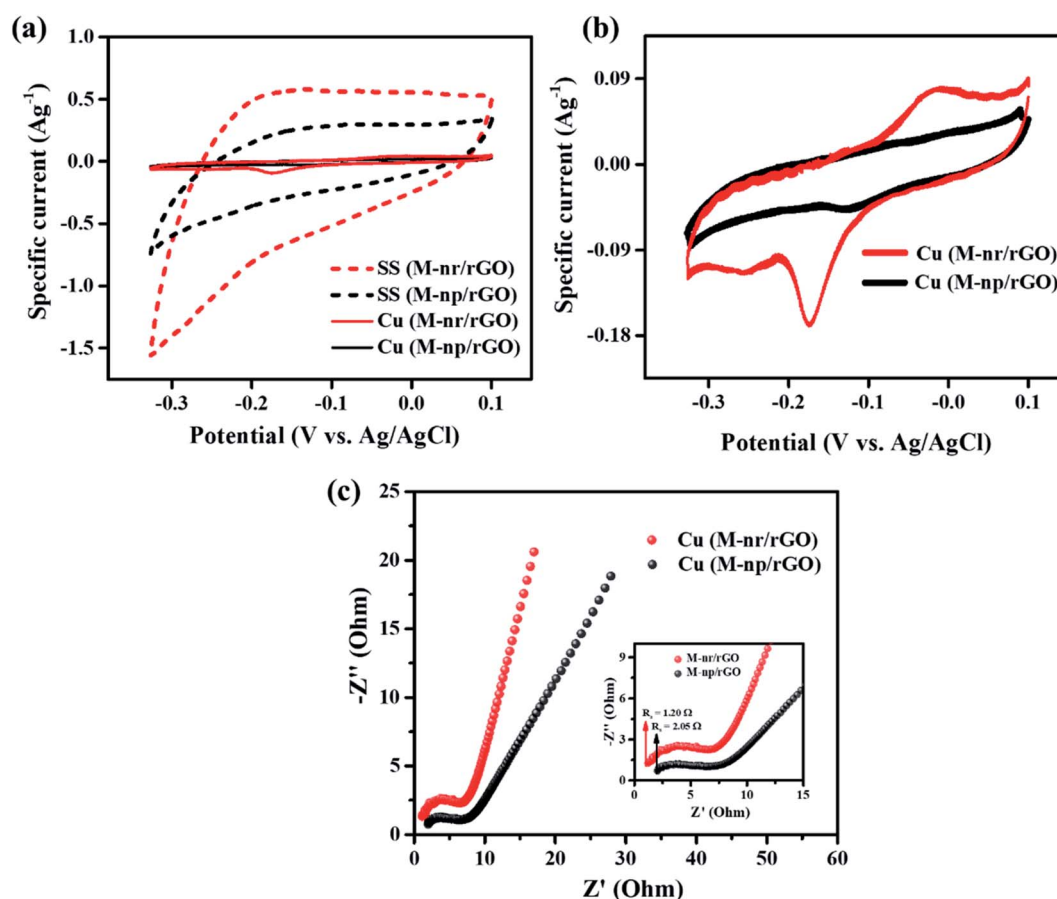 (a)
1.0
0.5
0.0
-0.5
-1.0
-1.5
Specific current (Ag⁻¹)
SS (M-nr/rGO)
SS (M-np/rGO)
Cu (M-nr/rGO)
Cu (M-np/rGO)
-0.3 -0.2 -0.1 0.0 0.1
Potential (V vs. Ag/AgCl)
(b)
0.09
0.00
-0.09
-0.18
Specific current (Ag⁻¹)
Cu (M-nr/rGO)
Cu (M-np/rGO)
-0.3 -0.2 -0.1 -0.0 0.1
Potential (V vs. Ag/AgCl)
(c)
25
20
15
10
5
0
-Z'' (Ohm)
Cu (M-nr/rGO)
Cu (M-np/rGO)
9
6
3
0
-Z'' (Ohm)
M-nr/rGO
M-np/rGO
Rs = 1.20 Ω
Rs = 2.05 Ω
0 5 10 15
Z' (Ohm)
0 10 20 30 40 50 60
Z' (Ohm)